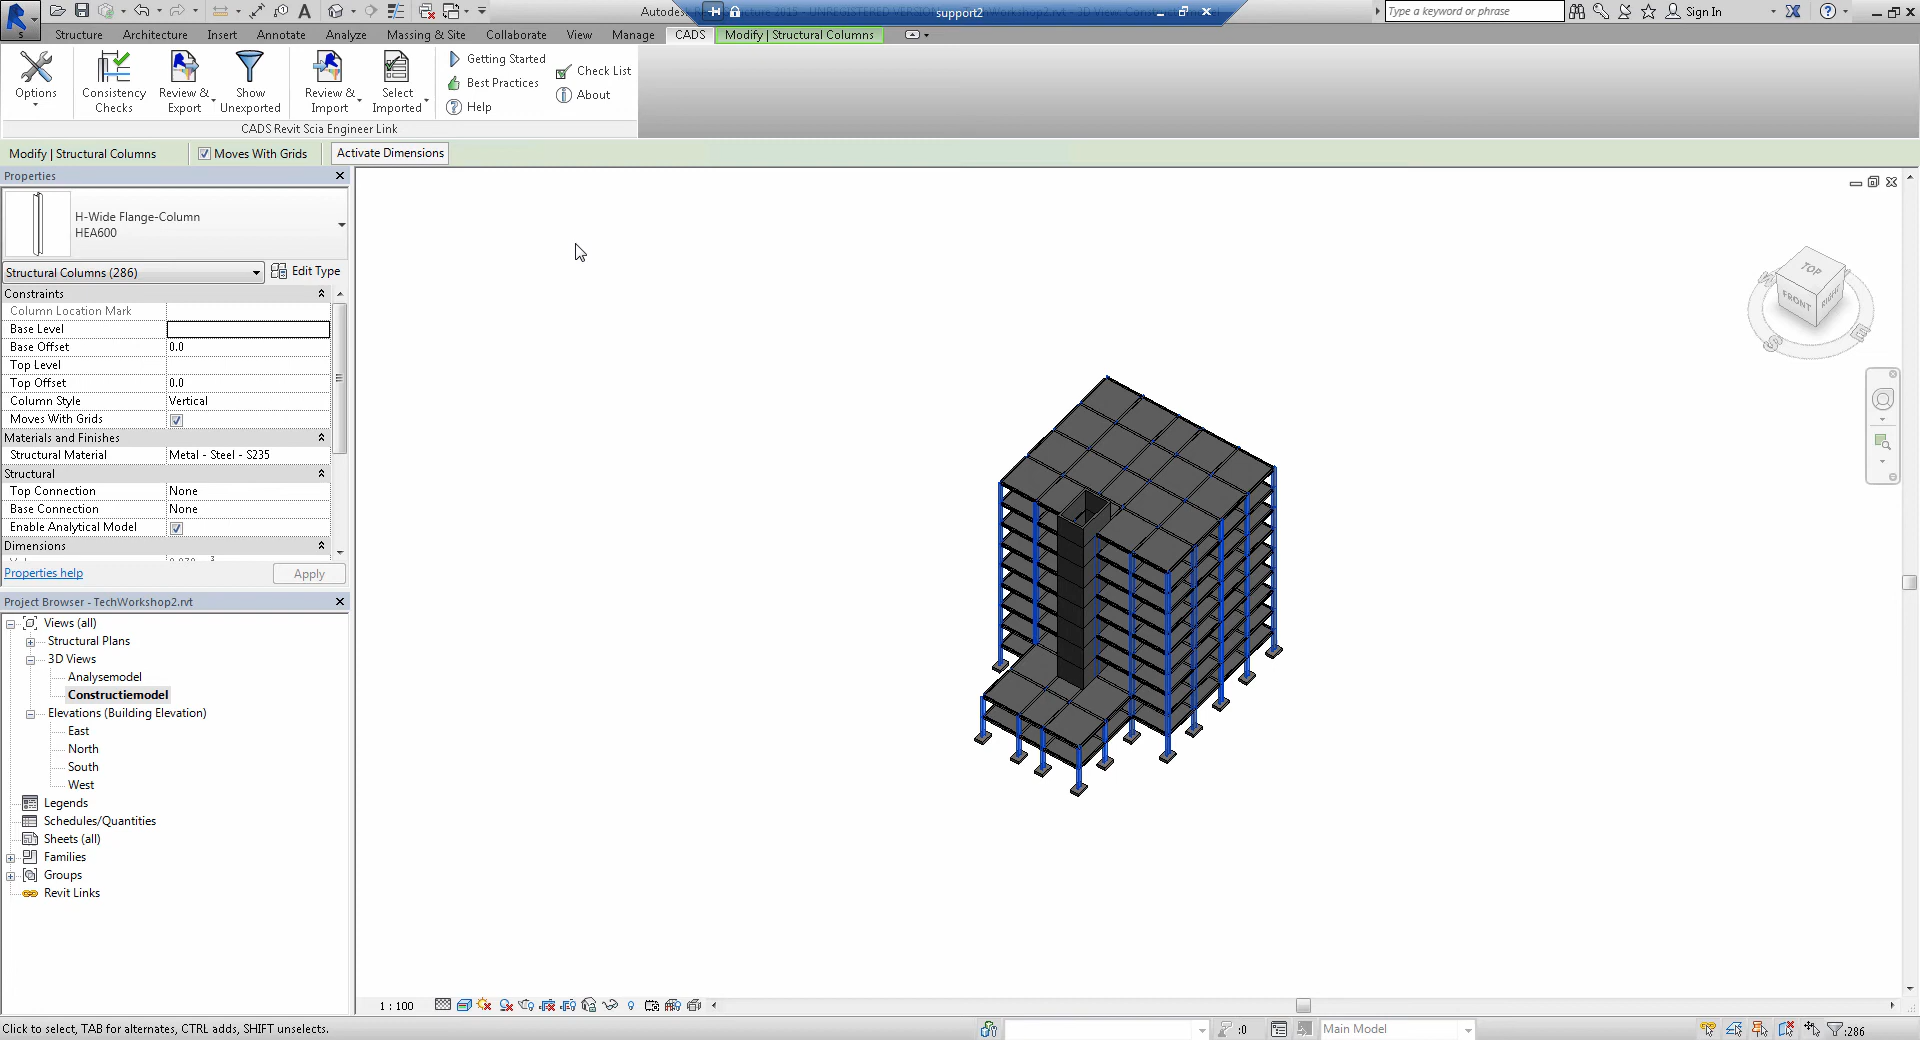 Autodes
support2
Type a keyword or phrase
Sign In
Structure Architecture Insert Annotate Analyze Massing & Site Collaborate View Manage CADS Modify | Structural Columns
Options
Consistency Checks
Review & Export
Show Unexported
Review & Import
Select Imported
Getting Started
Best Practices
Help
Check List
About
CADS Revit Scia Engineer Link
Modify | Structural Columns Moves With Grids Activate Dimensions
Properties
H-Wide Flange-Column
HEA600
Structural Columns (286) Edit Type
Constraints
Column Location Mark
Base Level
Base Offset 0.0
Top Level
Top Offset 0.0
Column Style Vertical
Moves With Grids
Materials and Finishes
Structural Material Metal - Steel - S235
Structural
Top Connection None
Base Connection None
Enable Analytical Model
Dimensions
Properties help Apply
Project Browser - TechWorkshop2.rvt
Views (all)
Structural Plans
3D Views
Analysemodel
Constructiemodel
Elevations (Building Elevation)
East
North
South
West
Legends
Schedules/Quantities
Sheets (all)
Families
Groups
Revit Links
TOP
FRONT
RIGHT
W
S
E
1 : 100
Click to select, TAB for alternates, CTRL adds, SHIFT unselects.
:0
Main Model
:286